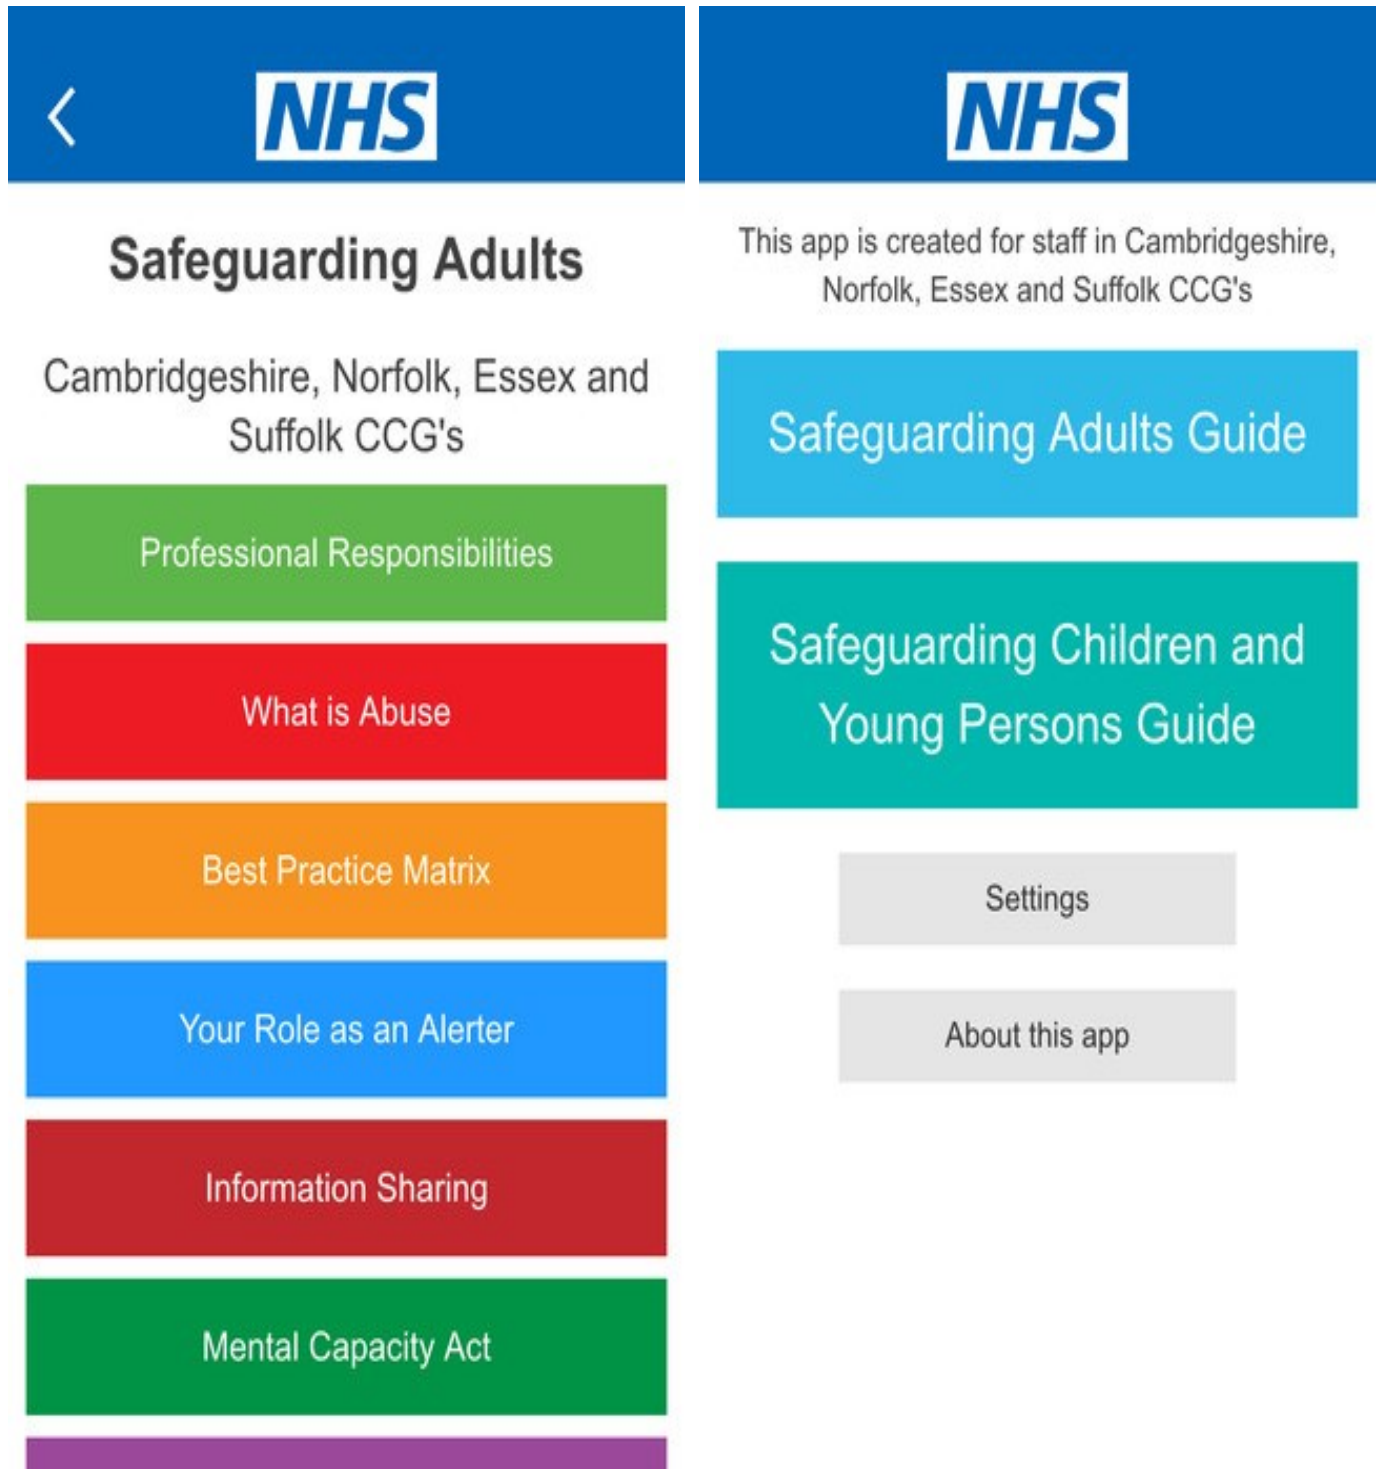 NHS
Safeguarding Adults
Cambridgeshire, Norfolk, Essex and
Suffolk CCG's
Professional Responsibilities
What is Abuse
Best Practice Matrix
Your Role as an Alerter
Information Sharing
Mental Capacity Act
NHS
This app is created for staff in Cambridgeshire,
Norfolk, Essex and Suffolk CCG's
Safeguarding Adults Guide
Safeguarding Children and
Young Persons Guide
Settings
About this app